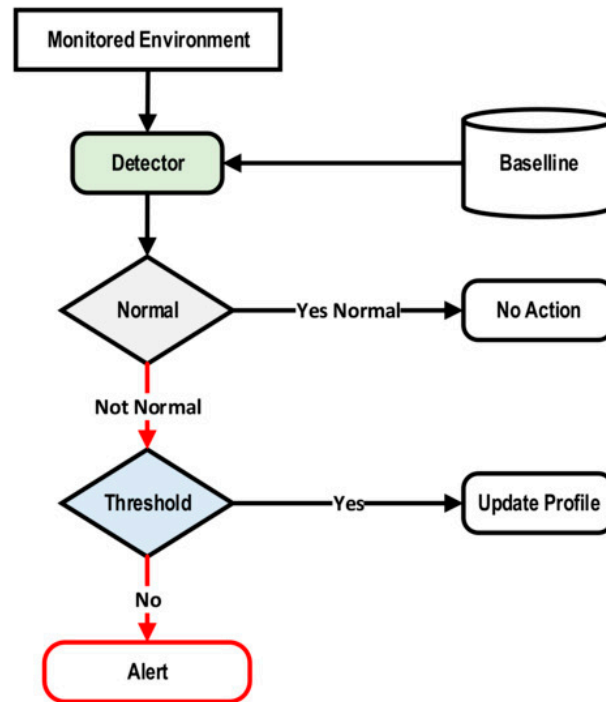 Monitored Environment
Detector
Baselline
Normal
Yes Normal
No Action
Not Normal
Threshold
Yes
Update Profile
No
Alert